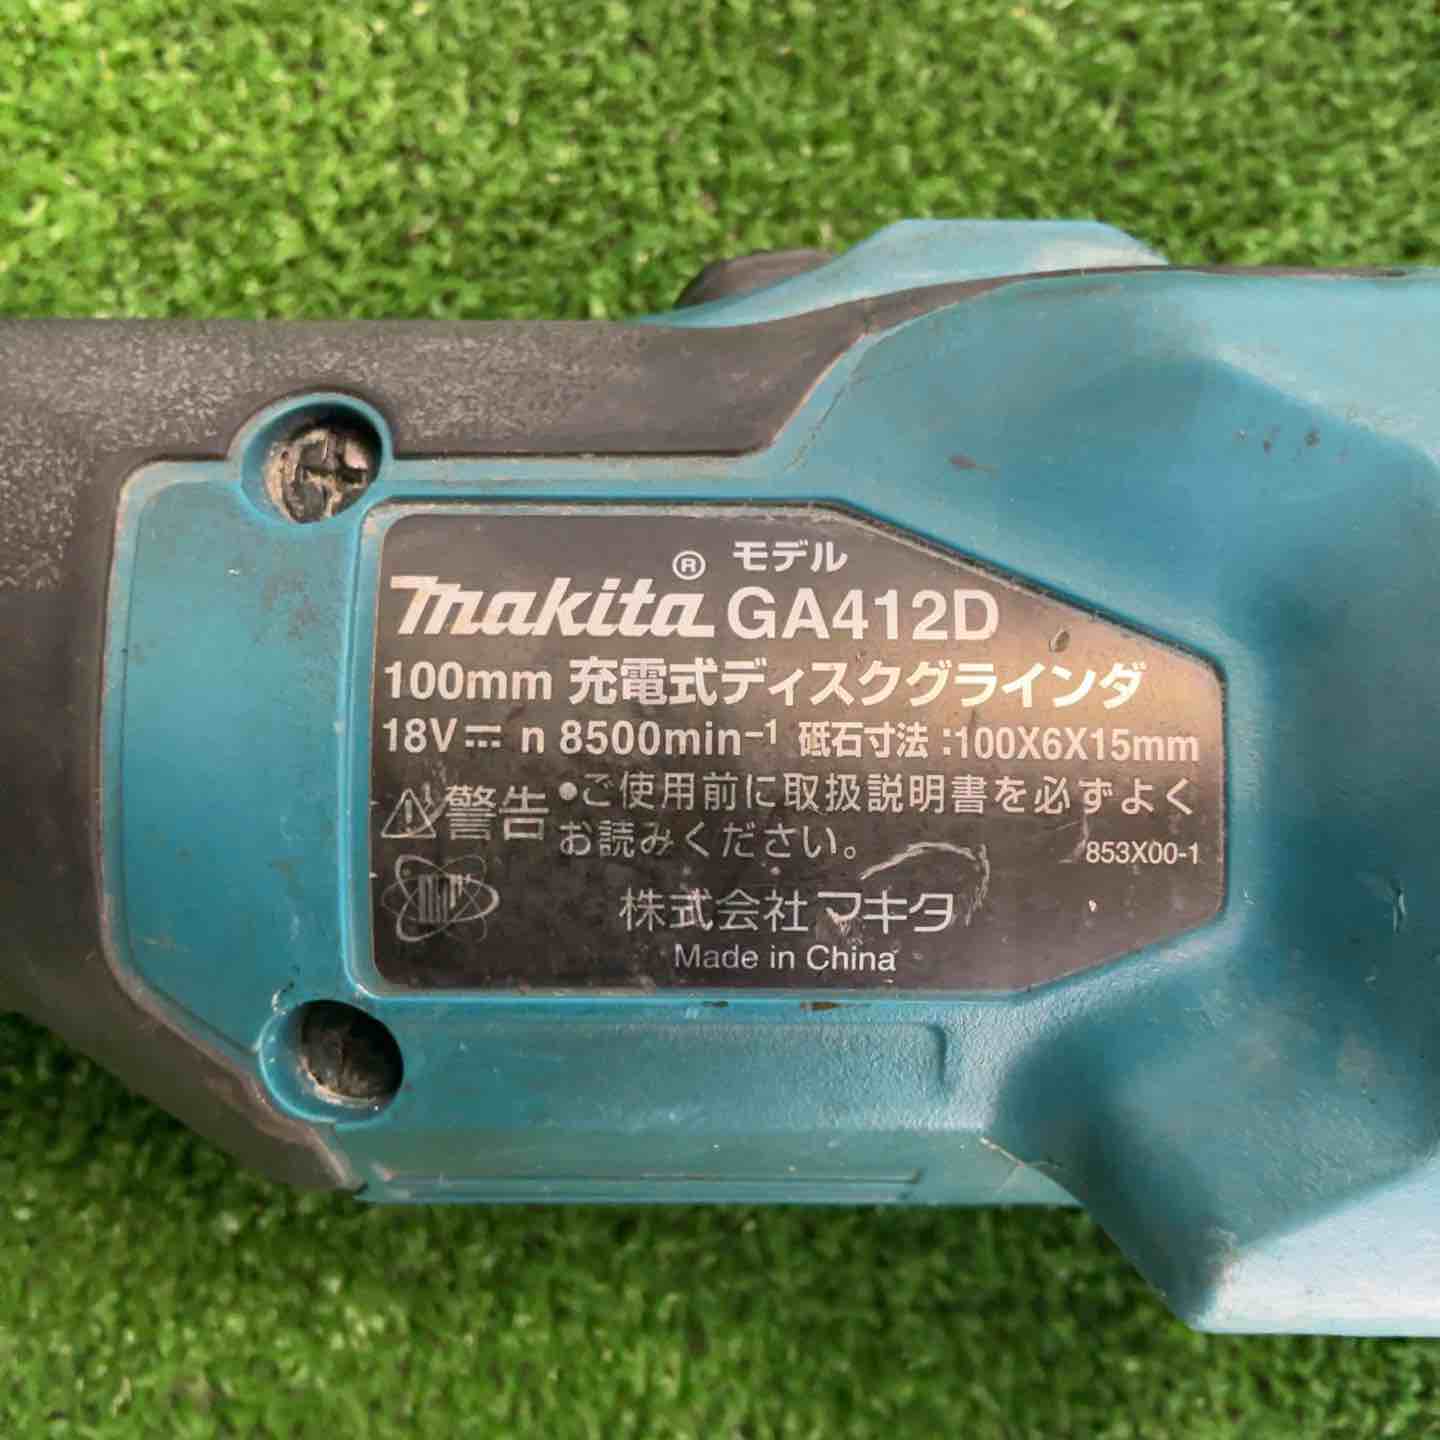 makita® モデル GA412D
100mm 充電式ディスクグラインダ
18V⎓ n 8500min-1 砥石寸法:100X6X15mm
⚠警告 ●ご使用前に取扱説明書を必ずよく
お読みください。
853X00-1
株式会社マキタ
Made in China